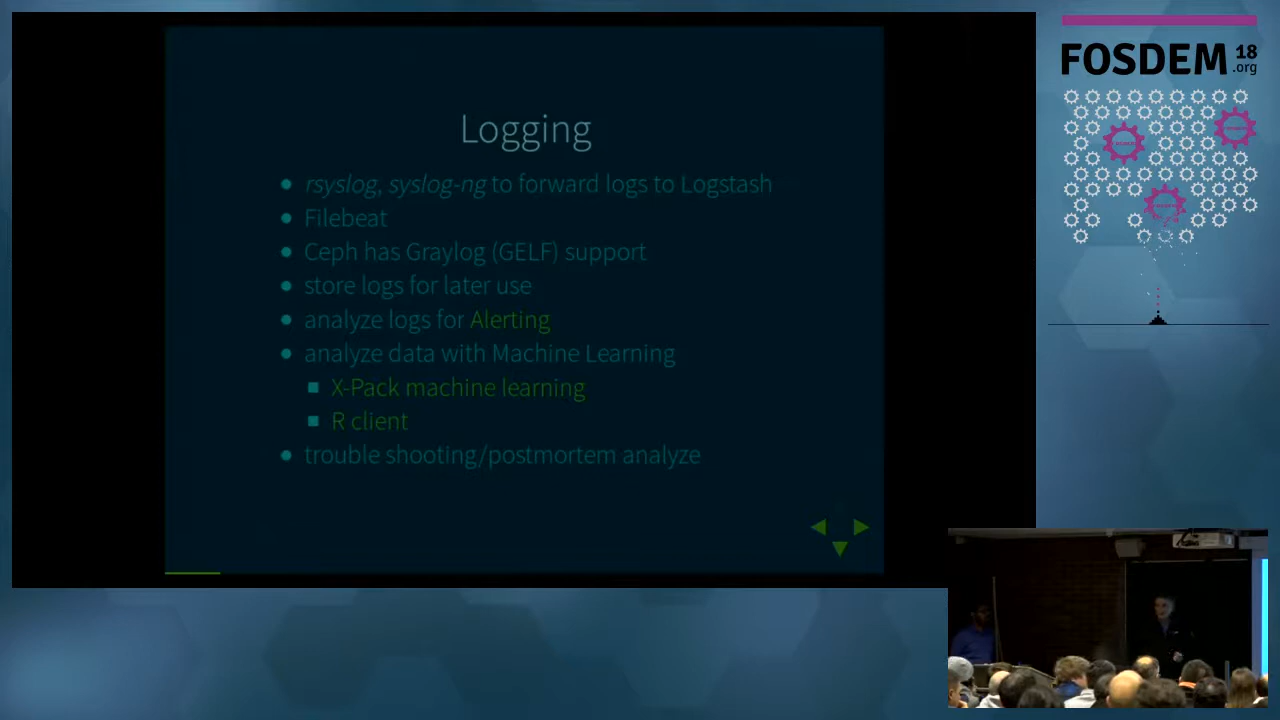 FOSDEM 18
.org
Logging
rsyslog, syslog-ng to forward logs to Logstash
Filebeat
Ceph has Graylog (GELF) support
store logs for later use
analyze logs for Alerting
analyze data with Machine Learning
X-Pack machine learning
R client
trouble shooting/postmortem analyze